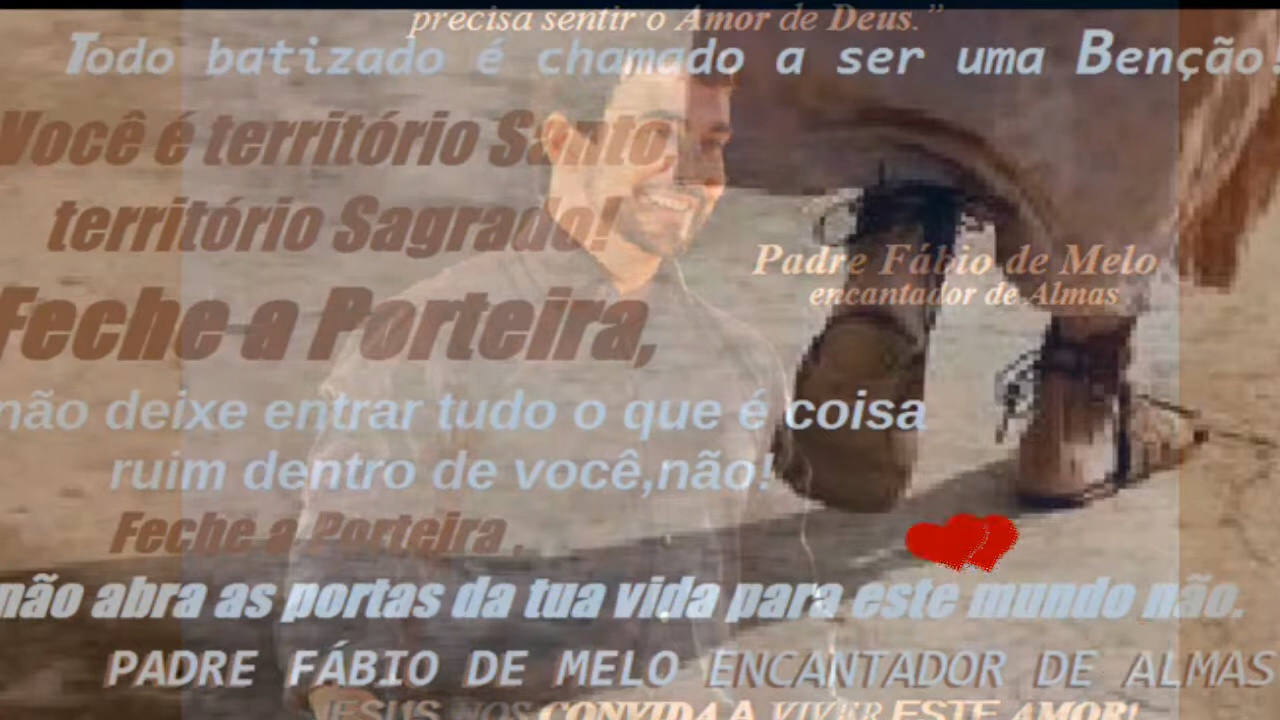 precisa sentir o Amor de Deus.”
Todo batizado é chamado a ser uma Benção!
Você é território Santo,
território Sagrado!
Padre Fábio de Melo
encantador de Almas
Feche a Porteira,
não deixe entrar tudo o que é coisa
ruim dentro de você,não!
Feche a Porteira .
não abra as portas da tua vida para este mundo não.
PADRE FÁBIO DE MELO ENCANTADOR DE ALMAS
JESUS NOS CONVIDA A VIVER ESTE AMOR!